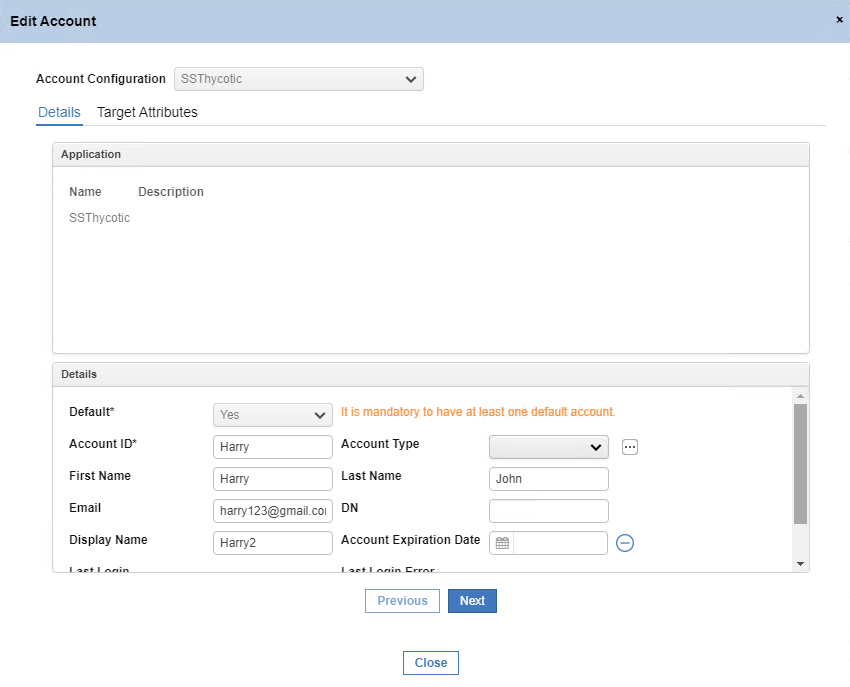 Edit Account
×
Account Configuration SSThycotic
Details Target Attributes
Application
Name Description
SSThycotic
Details
Default* Yes It is mandatory to have at least one default account.
Account ID* Harry Account Type
First Name Harry Last Name John
Email harry123@gmail.co DN
Display Name Harry2 Account Expiration Date
Last Login Last Login Error
Previous Next
Close